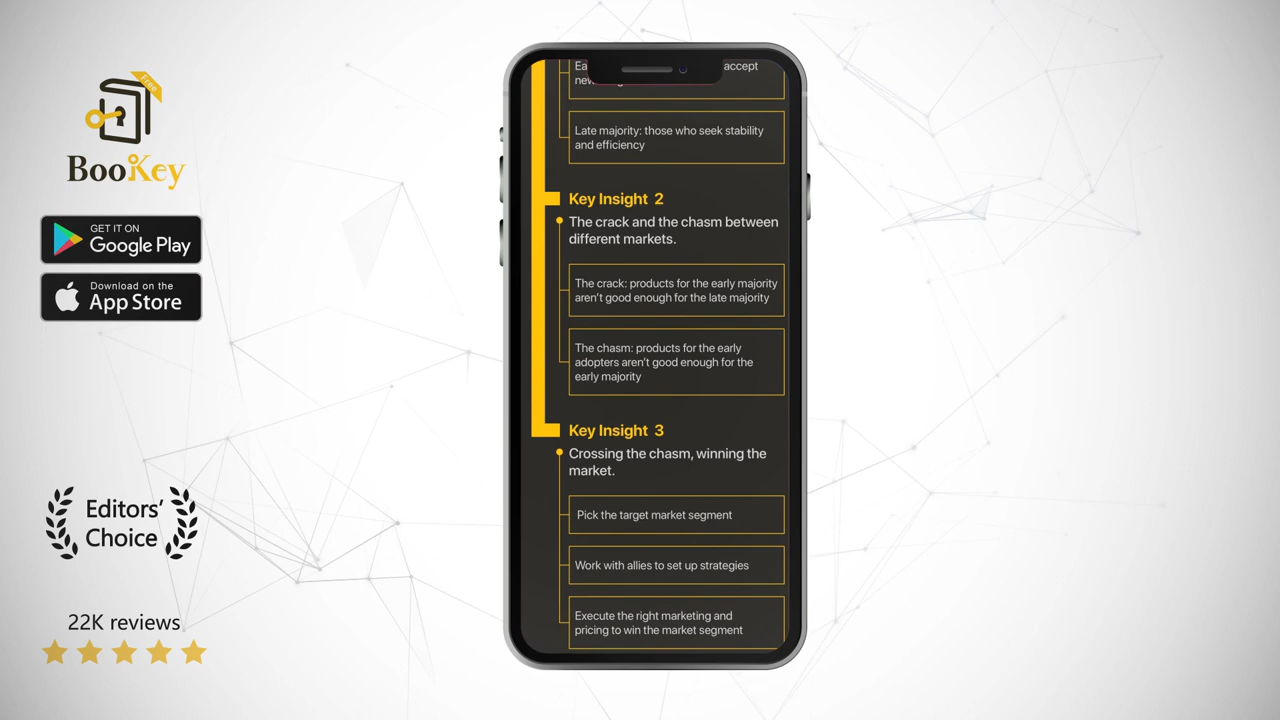 Free
BooKey
GET IT ON
Google Play
Download on the
App Store
Editors'
Choice
22K reviews
accept
Late majority: those who seek stability
and efficiency
Key Insight 2
The crack and the chasm between
different markets.
The crack: products for the early majority
aren't good enough for the late majority
The chasm: products for the early
adopters aren't good enough for the
early majority
Key Insight 3
Crossing the chasm, winning the
market.
Pick the target market segment
Work with allies to set up strategies
Execute the right marketing and
pricing to win the market segment